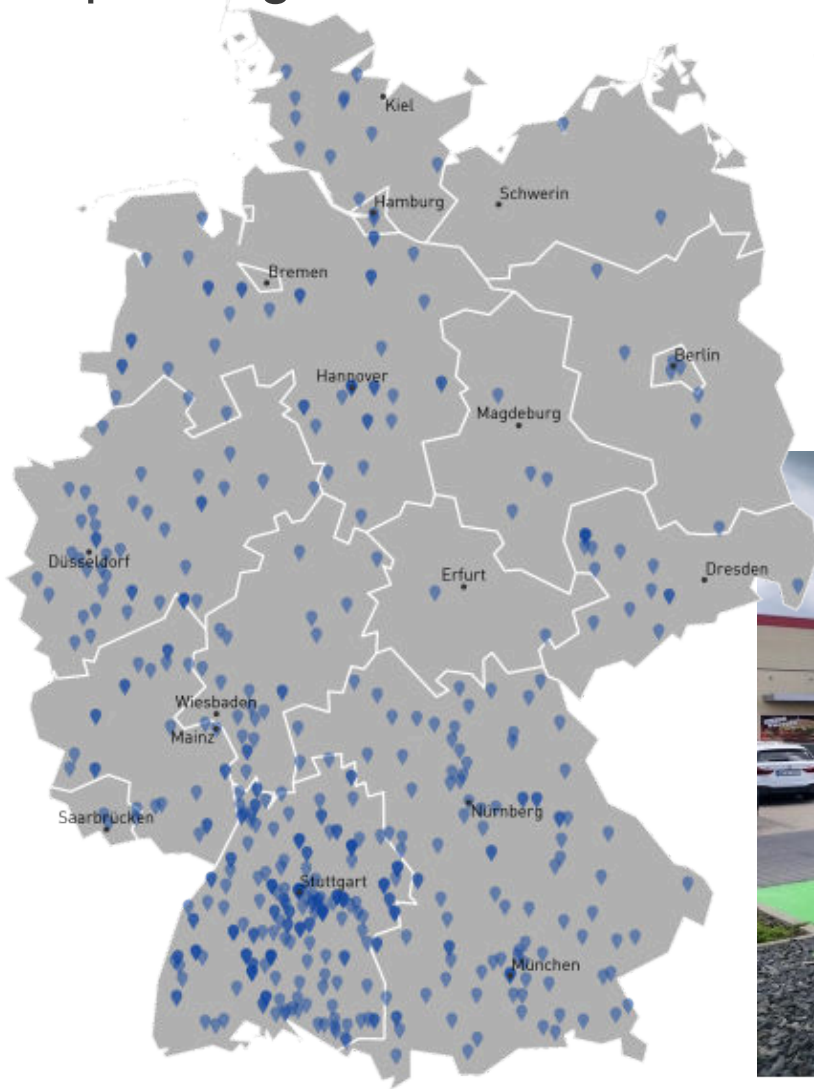 Kiel
Schwerin
Hamburg
Bremen
Berlin
Hannover
Magdeburg
Düsseldorf
Erfurt
Dresden
Wiesbaden
Mainz
Saarbrücken
Nürnberg
Stuttgart
München